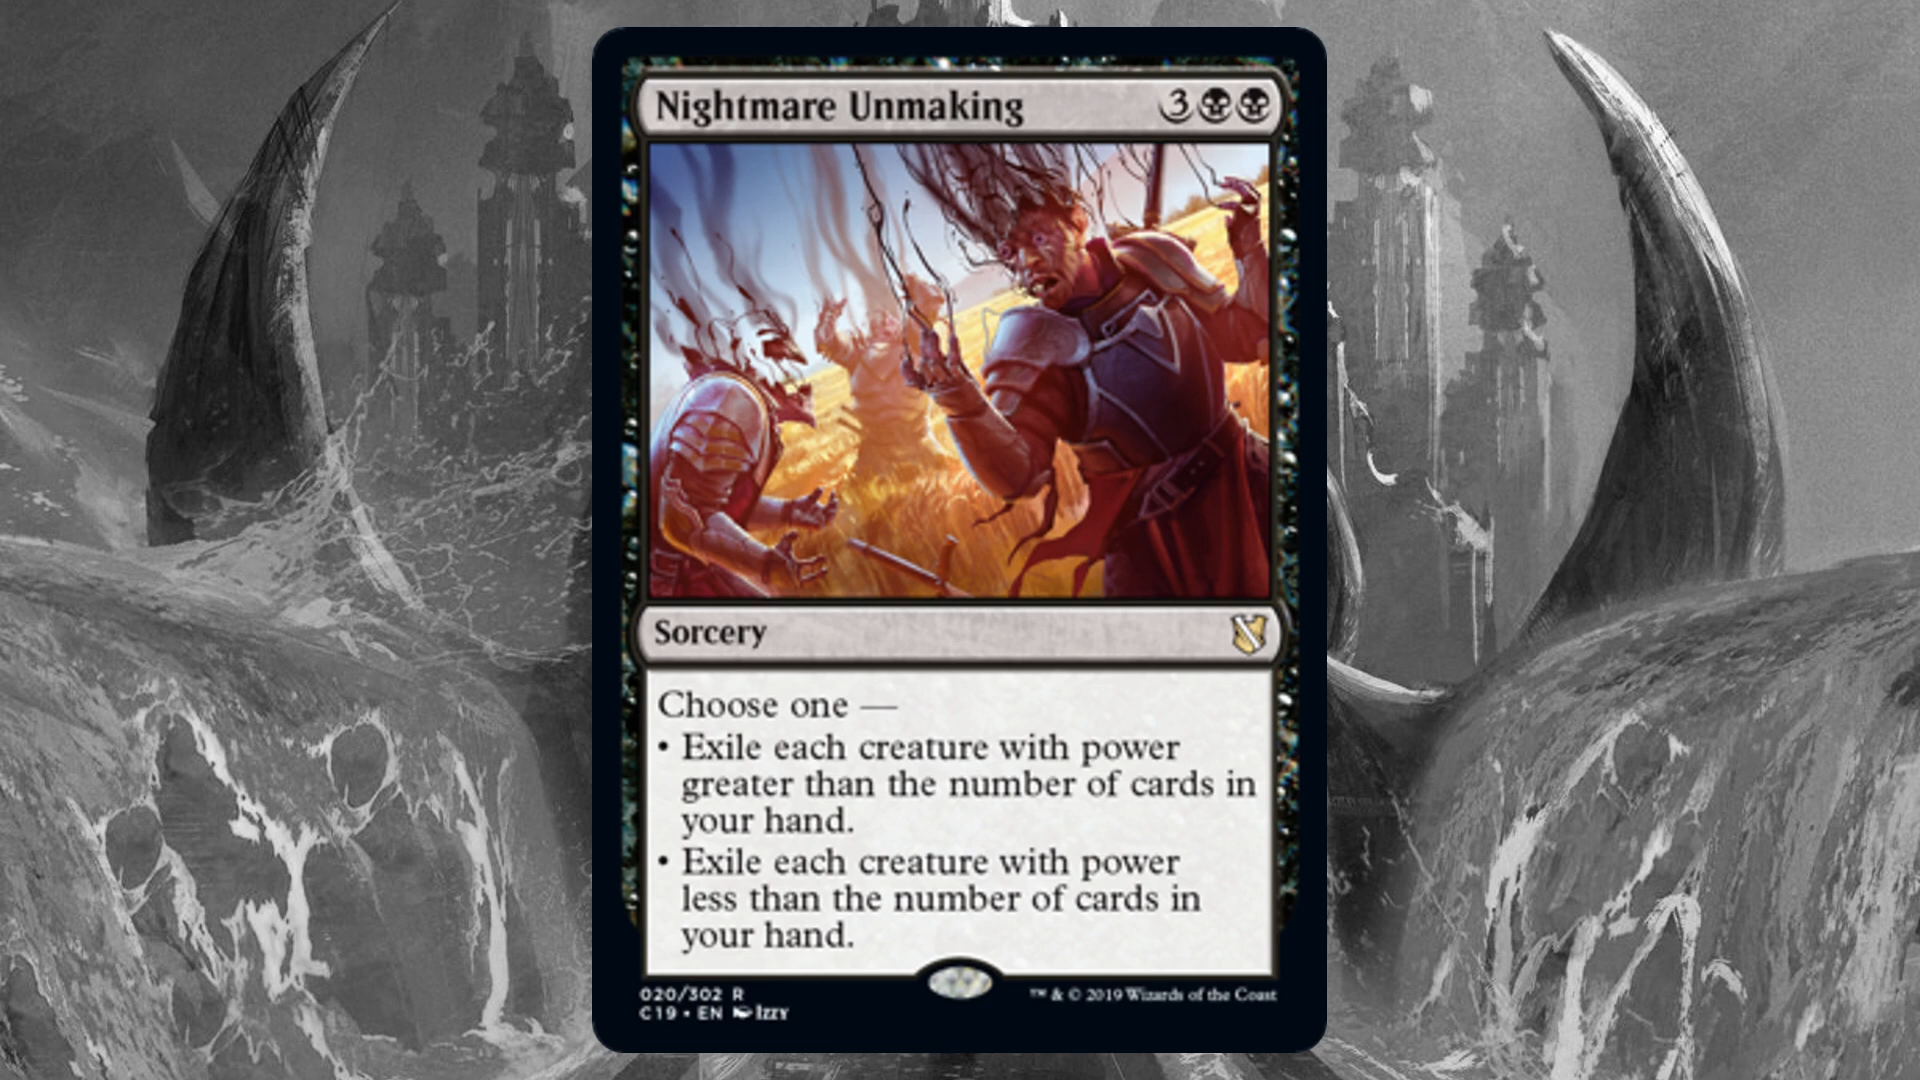 Nightmare Unmaking 3
Sorcery
Choose one —
• Exile each creature with power
greater than the number of cards in
your hand.
• Exile each creature with power
less than the number of cards in
your hand.
020/302 R
™ & © 2019 Wizards of the Coast
C19 • EN Izzy